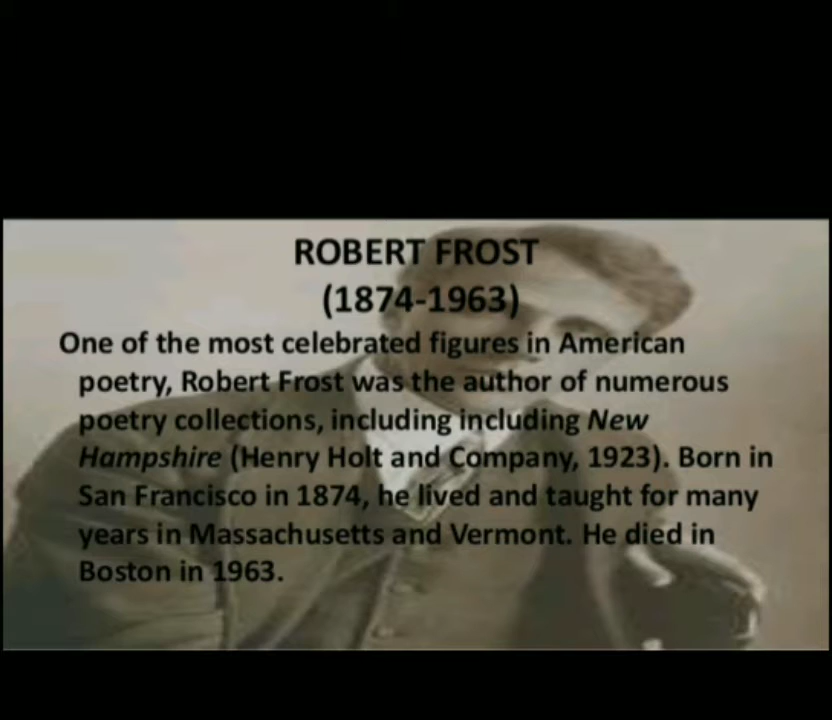 ROBERT FROST
(1874-1963)
One of the most celebrated figures in American
poetry, Robert Frost was the author of numerous
poetry collections, including including New
Hampshire (Henry Holt and Company, 1923). Born in
San Francisco in 1874, he lived and taught for many
years in Massachusetts and Vermont. He died in
Boston in 1963.